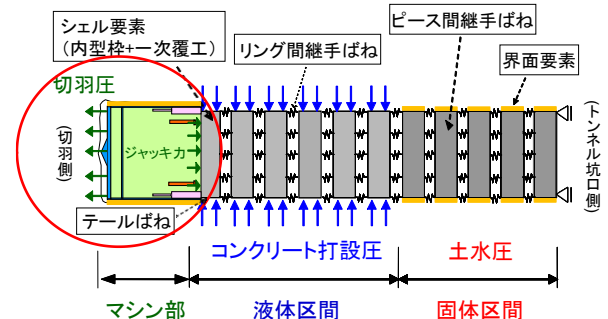 シェル要素
（内型枠+一次覆工）
リング間継手ばね
ピース間継手ばね
界面要素
切羽圧
(切羽側)
ジャッキ力
(トンネル坑口側)
テールばね
コンクリート打設圧
土水圧
マシン部
液体区間
固体区間